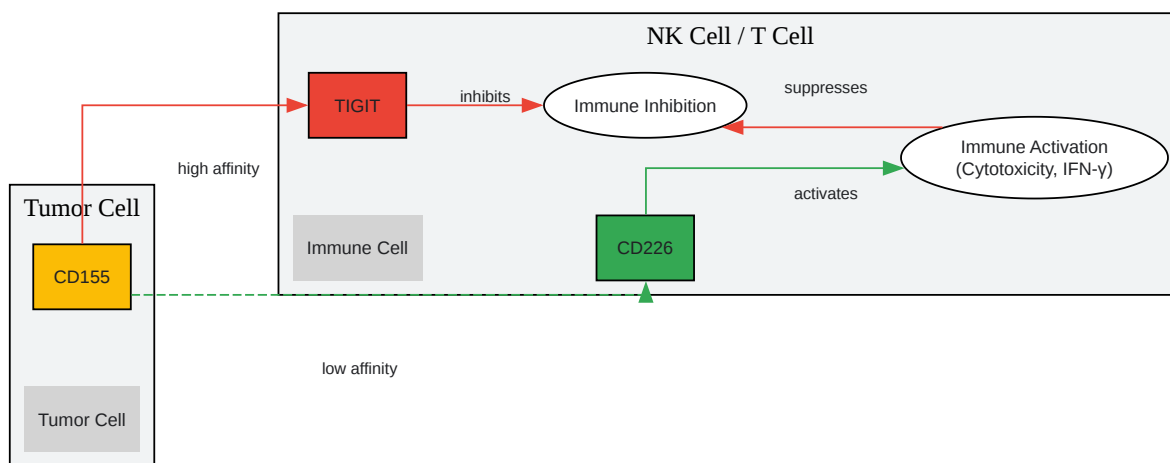 NK Cell / T Cell
suppresses
TIGIT
inhibits
Immune Inhibition
Immune Activation
(Cytotoxicity, IFN-γ)
high affinity
activates
Tumor Cell
Immune Cell
CD226
CD155
low affinity
Tumor Cell